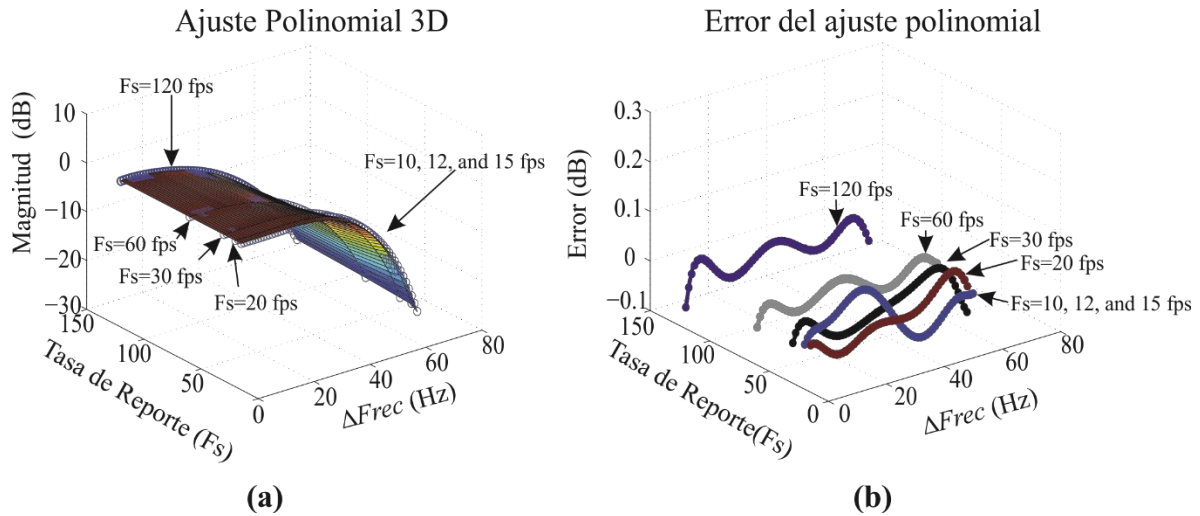 Ajuste Polinomial 3D
Fs=120 fps
10
0
-10
-20
-30
Magnitud (dB)
Fs=10, 12, and 15 fps
Fs=60 fps
Fs=30 fps
Fs=20 fps
150
100
50
0
Tasa de Reporte (Fs)
20
40
60
80
ΔFrec (Hz)
(a)
Error del ajuste polinomial
0.3
0.2
0.1
0
-0.1
Error (dB)
Fs=120 fps
Fs=60 fps
Fs=30 fps
Fs=20 fps
Fs=10, 12, and 15 fps
150
100
50
0
Tasa de Reporte(Fs)
0
20
40
60
80
ΔFrec (Hz)
(b)